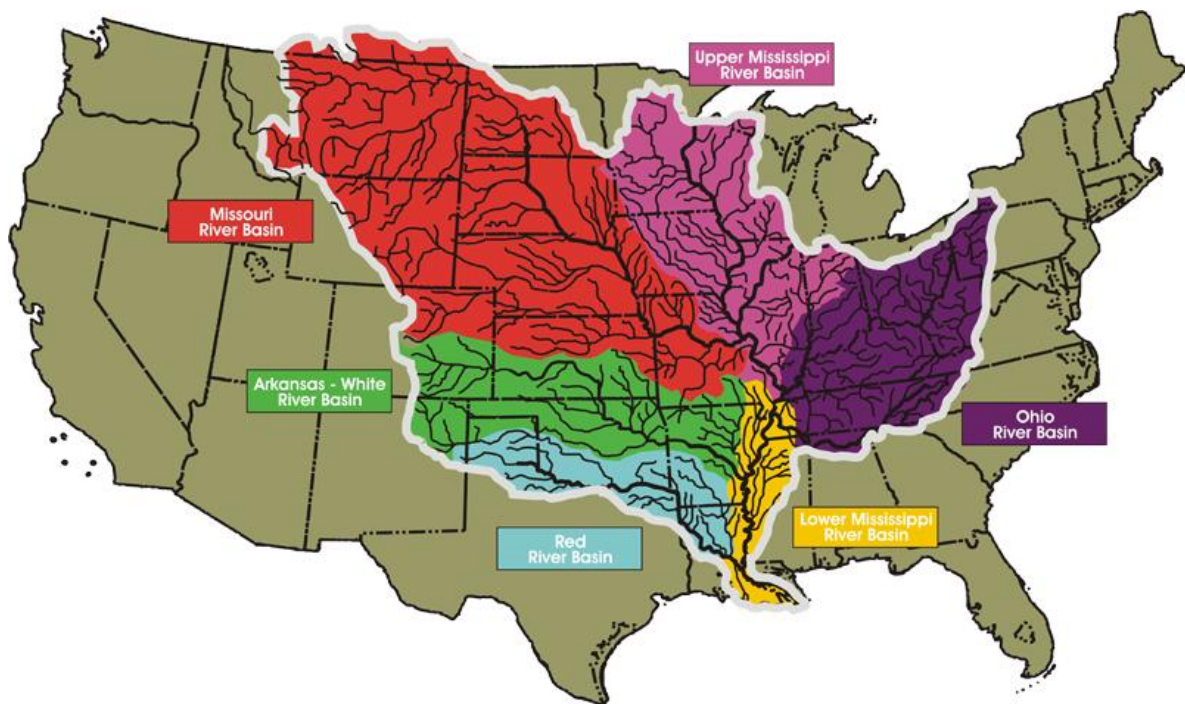 Upper Mississippi
River Basin
Missouri
River Basin
Arkansas - White
River Basin
Ohio
River Basin
Lower Mississippi
River Basin
Red
River Basin